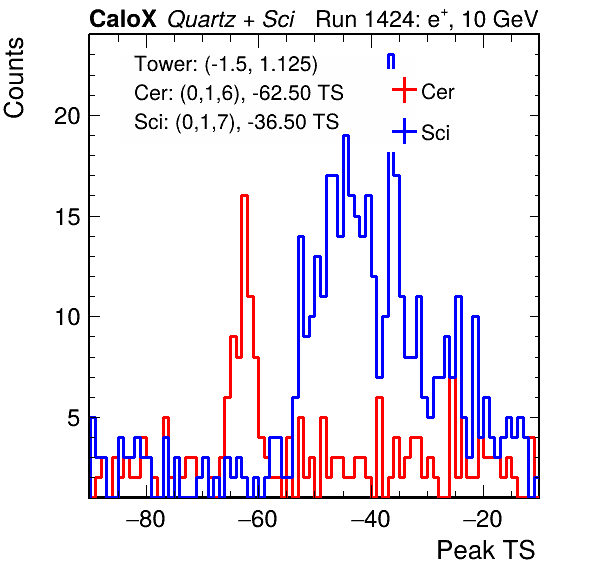 CaloX Quartz + Sci Run 1424: e⁺, 10 GeV
Counts
Tower: (-1.5, 1.125)
Cer: (0,1,6), -62.50 TS
Sci: (0,1,7), -36.50 TS
Cer
Sci
20
15
10
5
−80 −60 −40 −20
Peak TS